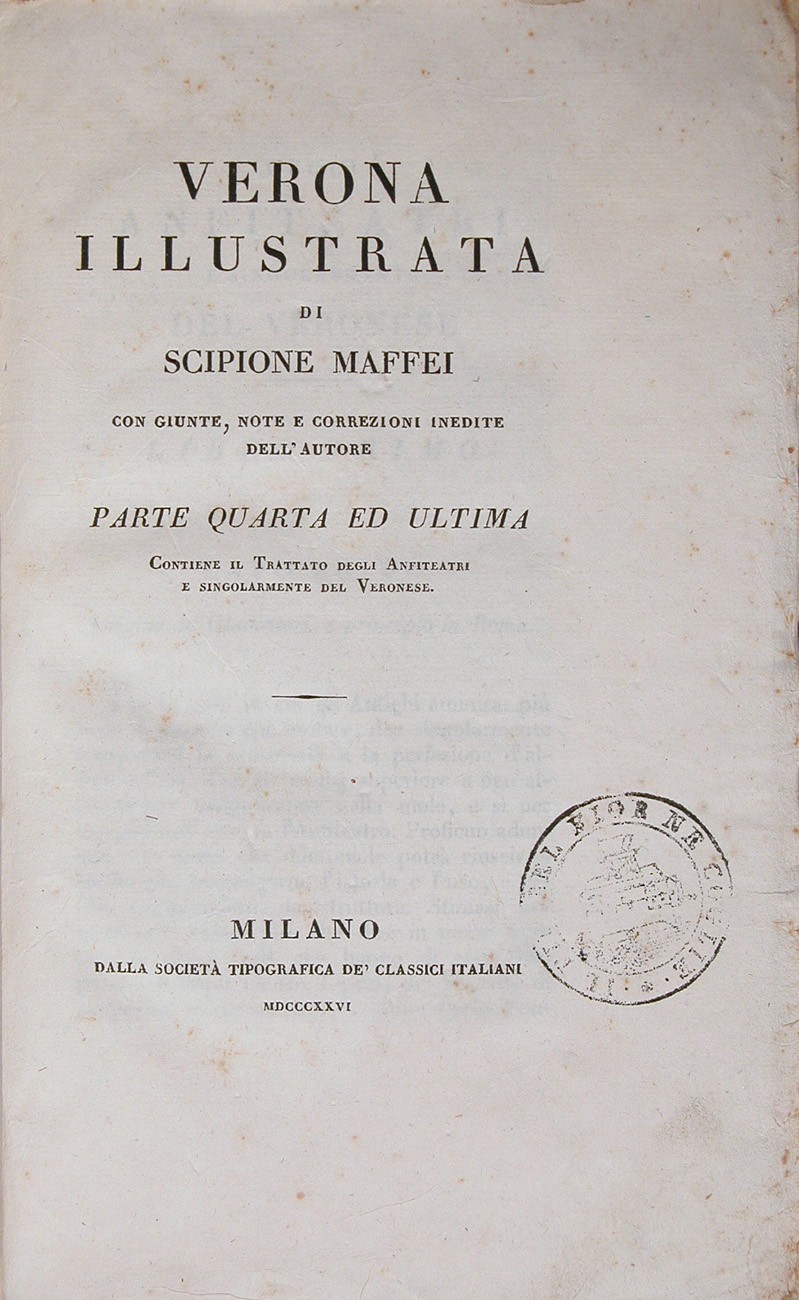 VERONA
ILLUSTRATA
DI
SCIPIONE MAFFEI
CON GIUNTE, NOTE E CORREZIONI INEDITE
DELL' AUTORE
PARTE QUARTA ED ULTIMA
CONTIENE IL TRATTATO DEGLI ANFITEATRI
E SINGOLARMENTE DEL VERONESE.
MILANO
DALLA SOCIETÀ TIPOGRAFICA DE' CLASSICI ITALIANI
MDCCCXXVI